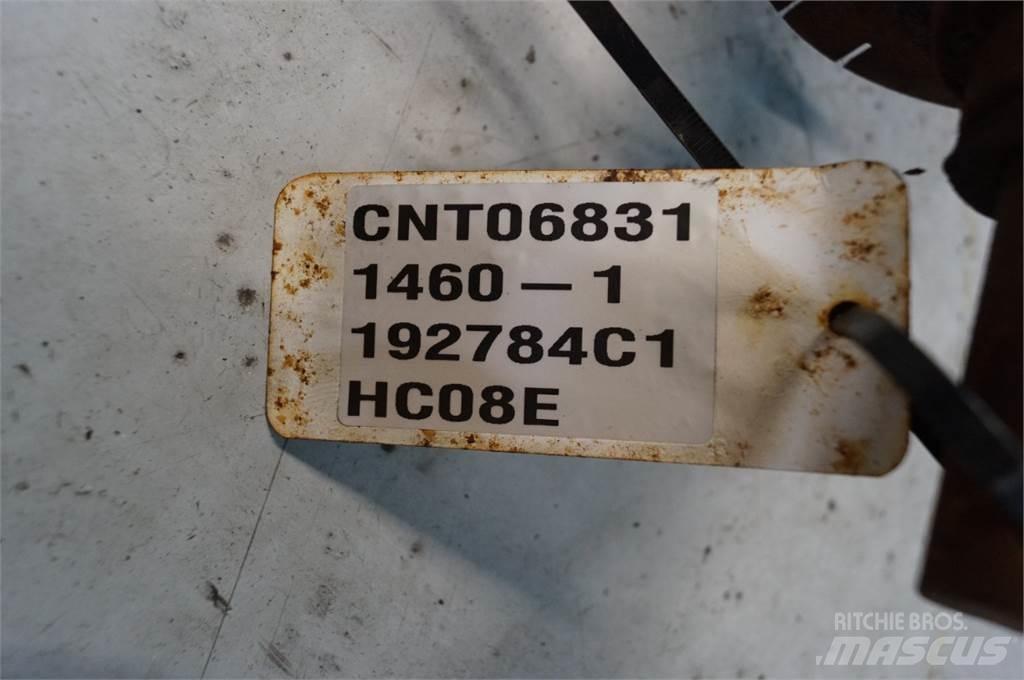 CNT06831
1460 — 1
192784C1
HC08E
RITCHIE BROS.
MASCUS